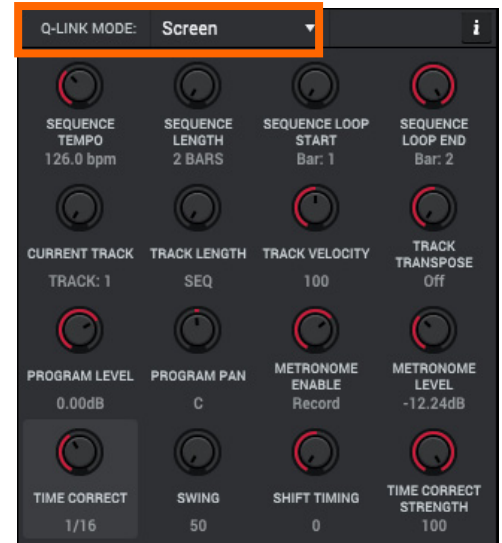 Q-LINK MODE: Screen i
SEQUENCE TEMPO SEQUENCE LENGTH SEQUENCE LOOP START SEQUENCE LOOP END
126.0 bpm 2 BARS Bar: 1 Bar: 2
CURRENT TRACK TRACK LENGTH TRACK VELOCITY TRACK TRANSPOSE
TRACK: 1 SEQ 100 Off
PROGRAM LEVEL PROGRAM PAN METRONOME ENABLE METRONOME LEVEL
0.00dB C Record -12.24dB
TIME CORRECT SWING SHIFT TIMING TIME CORRECT STRENGTH
1/16 50 0 100